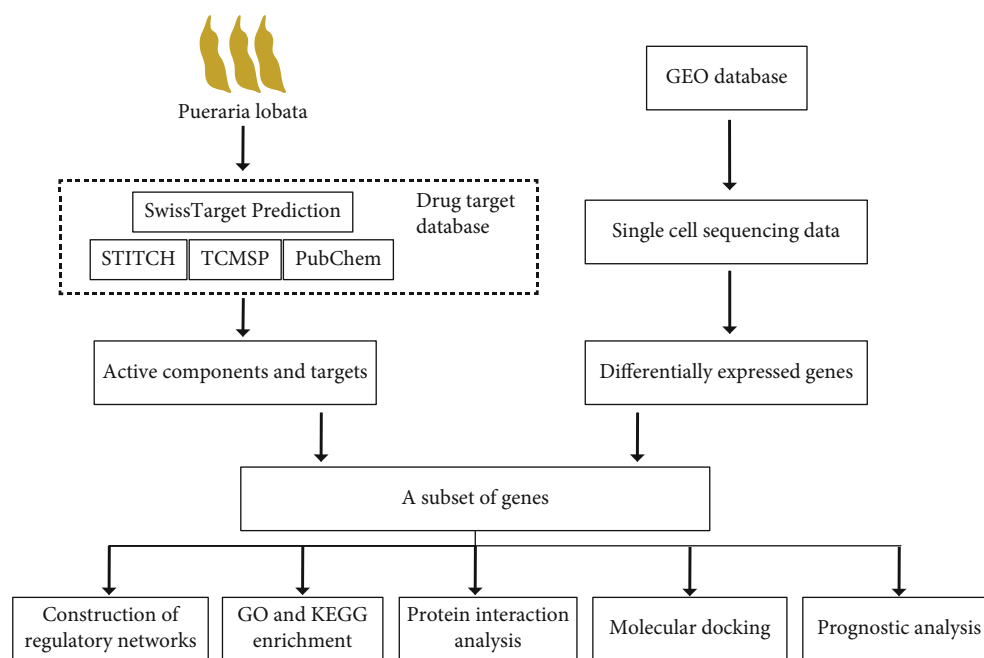 Pueraria lobata
GEO database
SwissTarget Prediction
Drug target
database
STITCH
TCMSP
PubChem
Single cell sequencing data
Active components and targets
Differentially expressed genes
A subset of genes
Construction of
regulatory networks
GO and KEGG
enrichment
Protein interaction
analysis
Molecular docking
Prognostic analysis